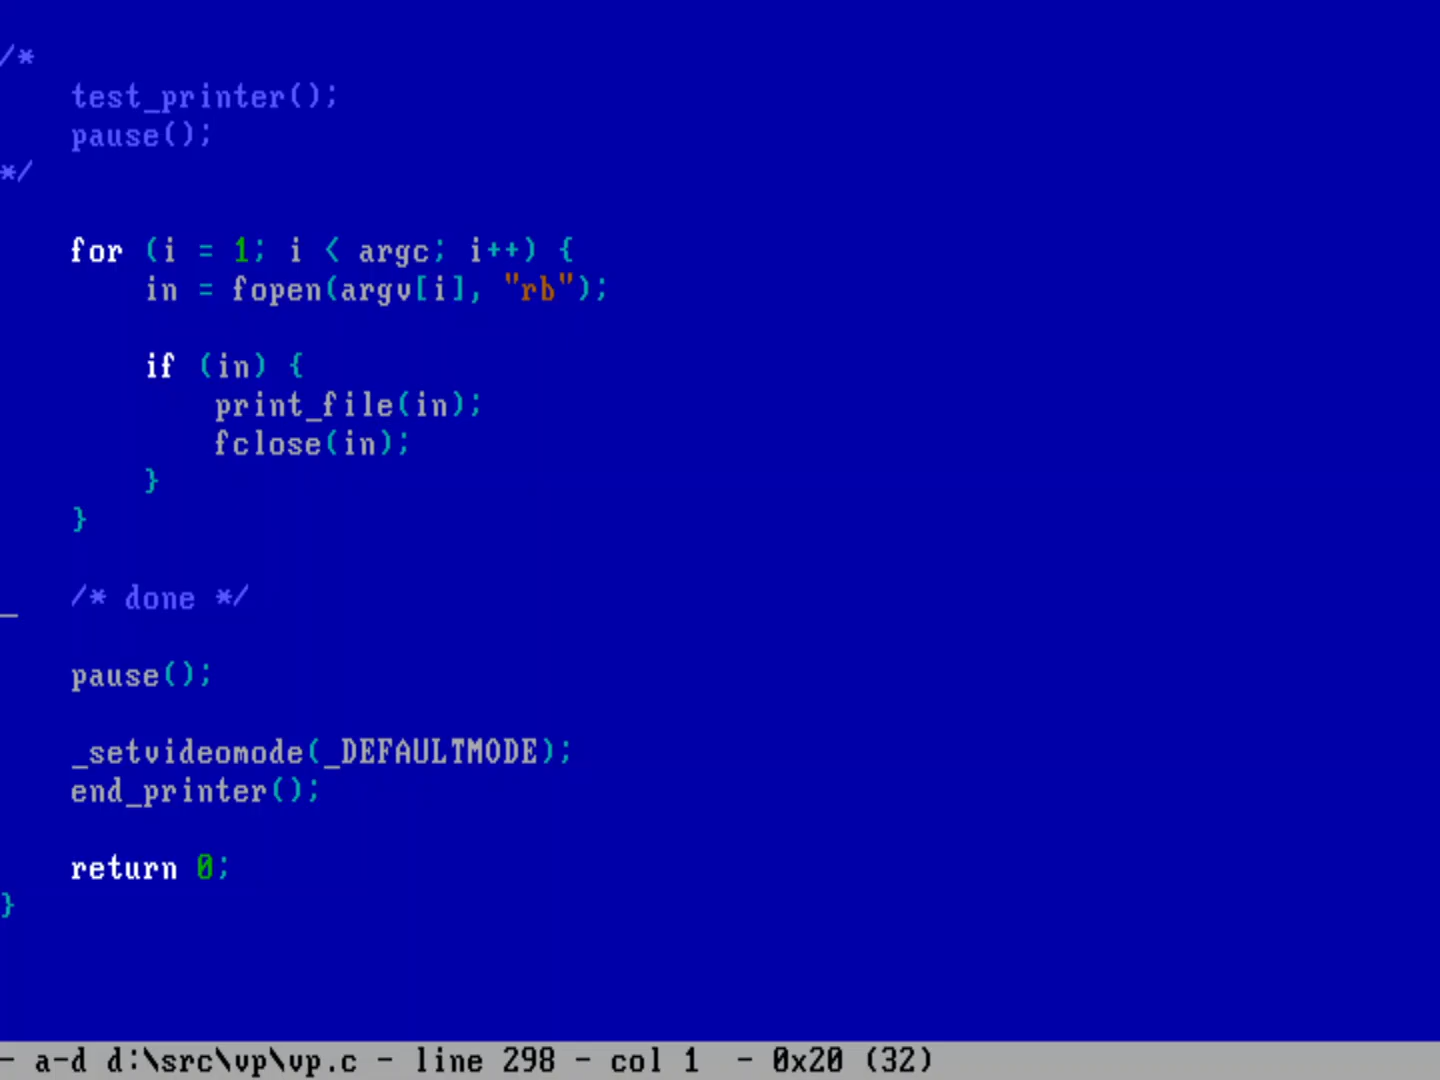 /*
    test_printer();
    pause();
*/
    for (i = 1; i < argc; i++) {
        in = fopen(argv[i], "rb");
        if (in) {
            print_file(in);
            fclose(in);
        }
    }
    /* done */
    pause();
    _setvideomode(_DEFAULTMODE);
    end_printer();
    return 0;
}
- a-d d:\src\vp\vp.c - line 298 - col 1  - 0x20 (32)